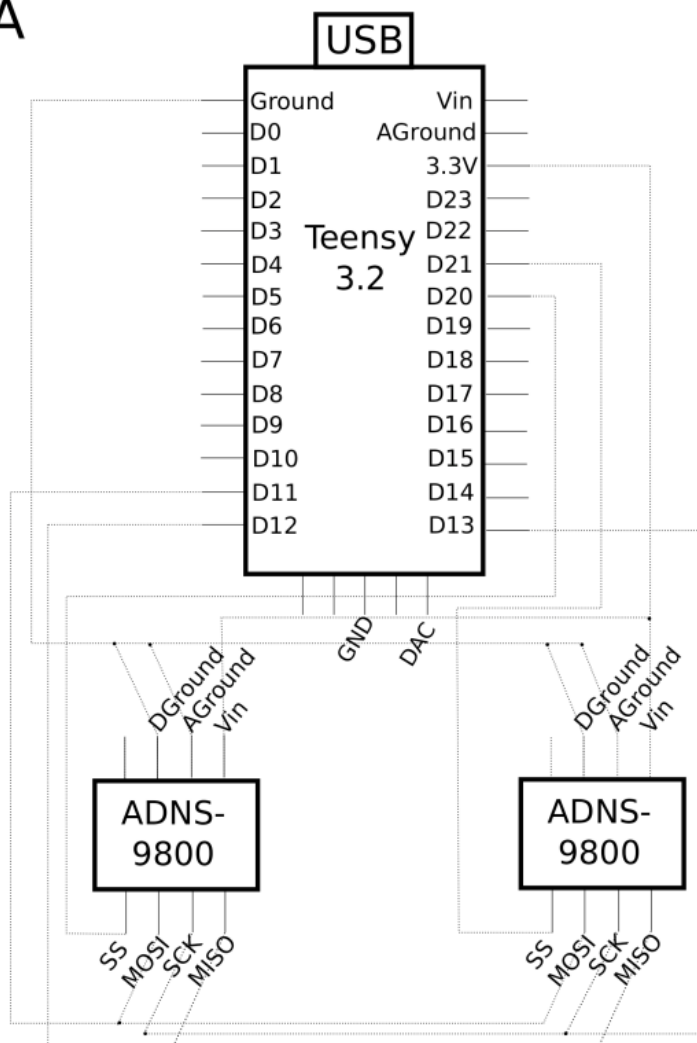 A
USB
Ground Vin
D0 AGround
D1 3.3V
D2 D23
D3 D22
Teensy
3.2
D4 D21
D5 D20
D6 D19
D7 D18
D8 D17
D9 D16
D10 D15
D11 D14
D12 D13
GND DAC
DGround AGround Vin
DGround AGround Vin
ADNS-
9800
ADNS-
9800
SS MOSI SCK MISO
SS MOSI SCK MISO